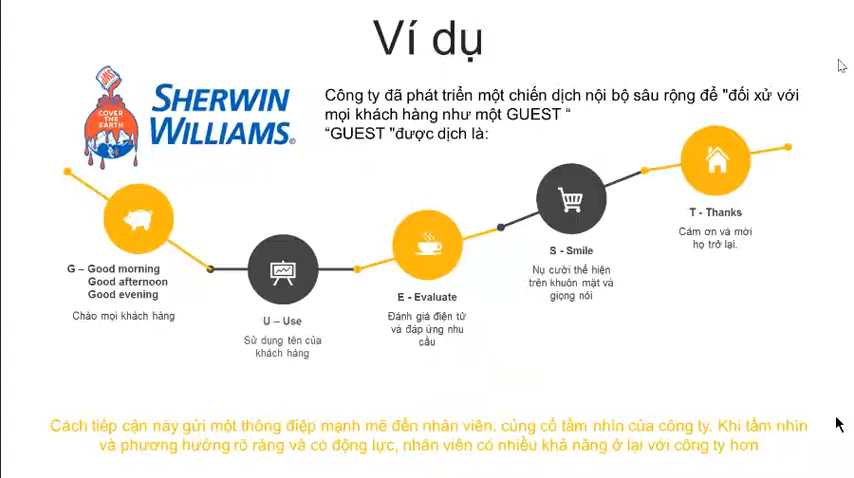 Ví dụ
SWP
COVER
THE
EARTH
SHERWIN
WILLIAMS®
Công ty đã phát triển một chiến dịch nội bộ sâu rộng để "đối xử với
mọi khách hàng như một GUEST “
“GUEST "được dịch là:
G – Good morning
Good afternoon
Good evening
Chào mọi khách hàng
U – Use
Sử dụng tên của
khách hàng
E - Evaluate
Đánh giá điện tử
và đáp ứng nhu
cầu
S - Smile
Nụ cười thể hiện
trên khuôn mặt và
giọng nói
T - Thanks
Cảm ơn và mời
họ trở lại.
Cách tiếp cận này gửi một thông điệp mạnh mẽ đến nhân viên, củng cố tầm nhìn của công ty. Khi tầm nhìn
và phương hướng rõ ràng và có động lực, nhân viên có nhiều khả năng ở lại với công ty hơn